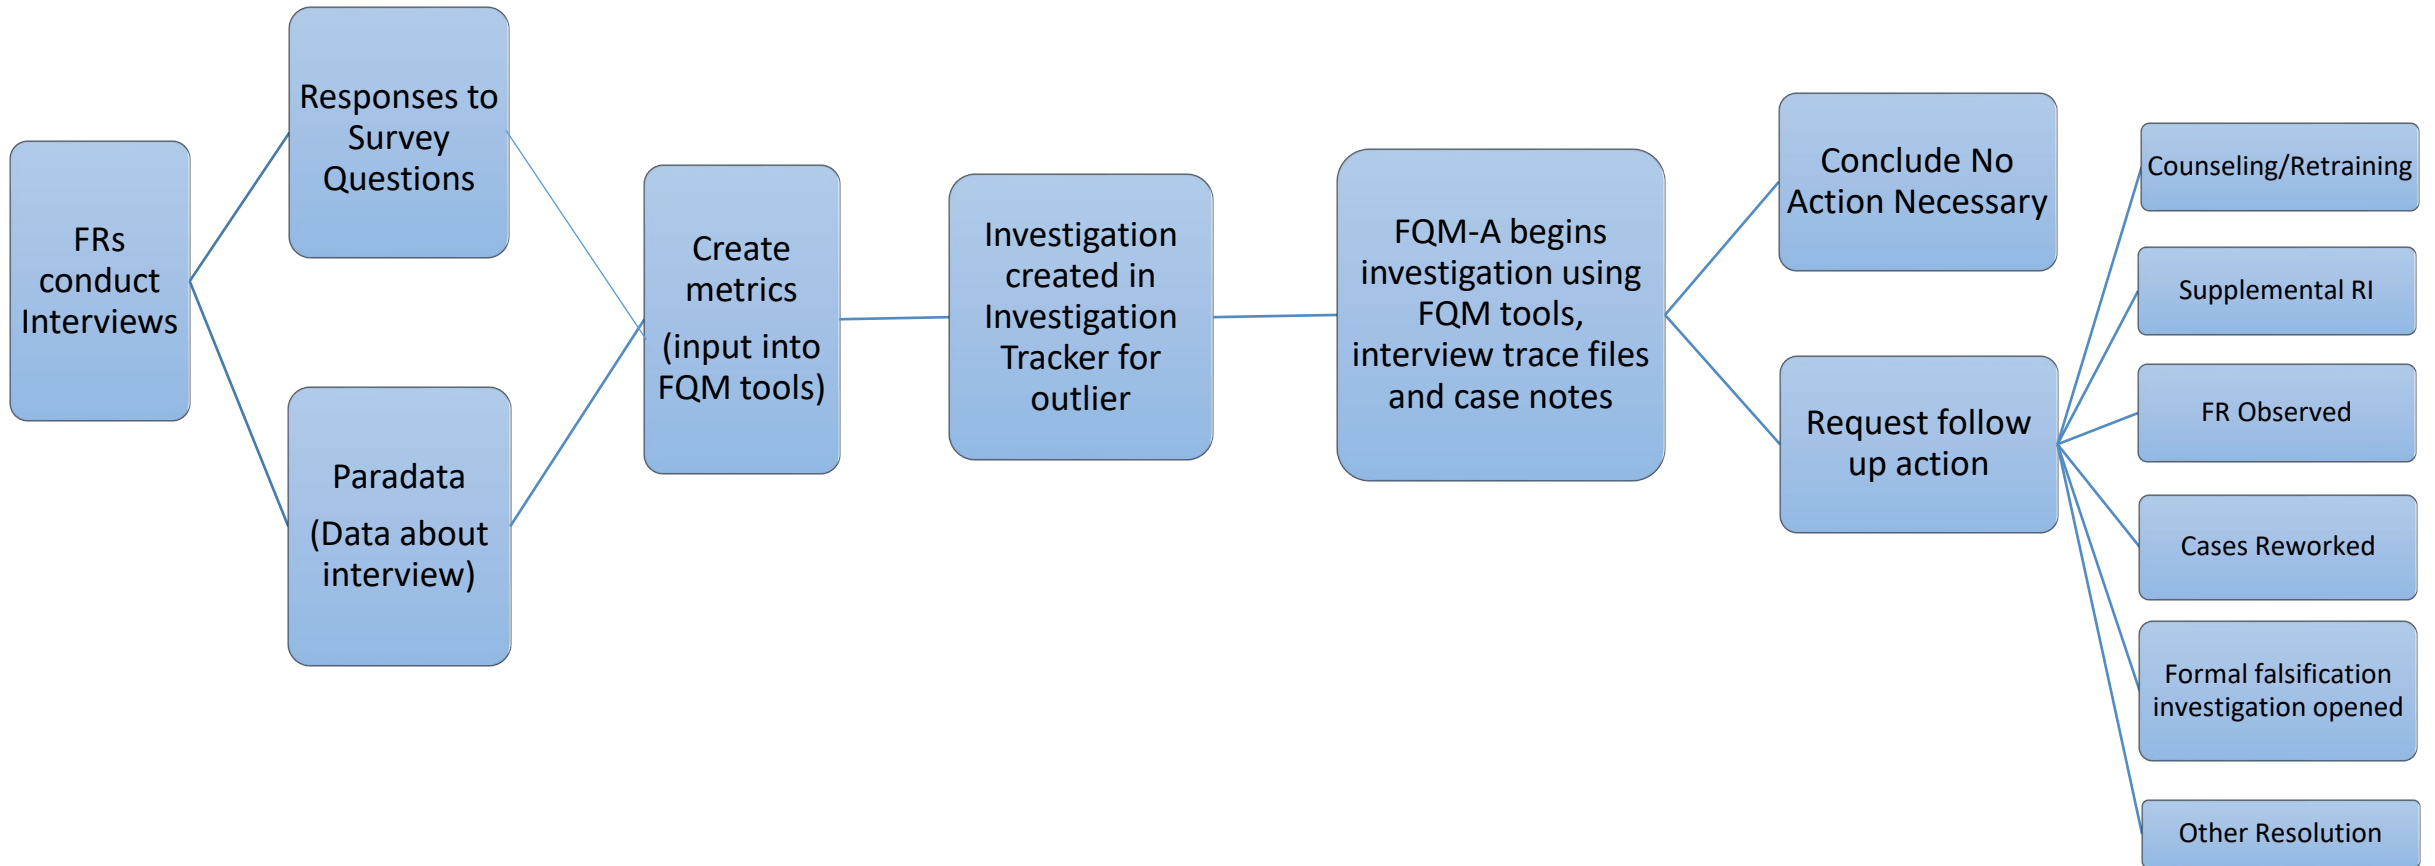 FRs
conduct
Interviews
Responses to
Survey
Questions
Paradata
(Data about
interview)
Create
metrics
(input into
FQM tools)
Investigation
created in
Investigation
Tracker for
outlier
FQM-A begins
investigation using
FQM tools,
interview trace files
and case notes
Conclude No
Action Necessary
Request follow
up action
Counseling/Retraining
Supplemental RI
FR Observed
Cases Reworked
Formal falsification
investigation opened
Other Resolution